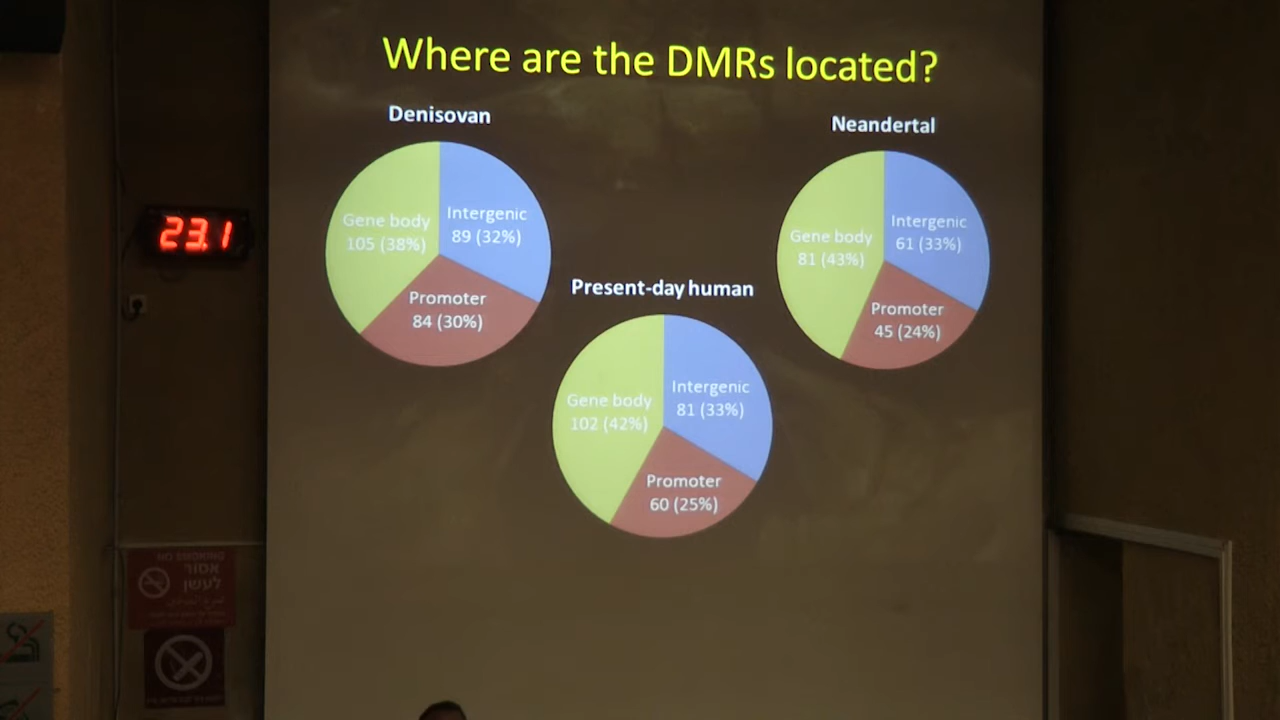 Where are the DMRs located?
Denisovan
Gene body
105 (38%)
Intergenic
89 (32%)
Promoter
84 (30%)
Neandertal
Gene body
81 (43%)
Intergenic
61 (33%)
Promoter
45 (24%)
Present-day human
Gene body
102 (42%)
Intergenic
81 (33%)
Promoter
60 (25%)
23.1
NO SMOKING
אסור
לעשן